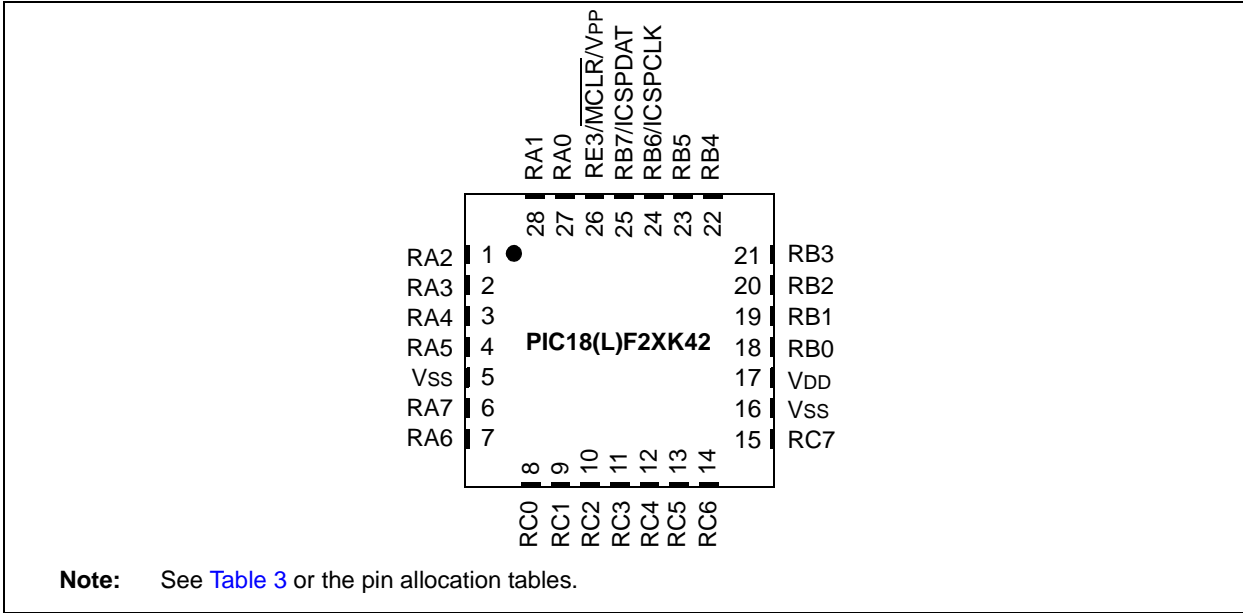 RA1
RA0
RE3/MCLR/VPP
RB7/ICSPDAT
RB6/ICSPCLK
RB5
RB4
28
27
26
25
24
23
22
RA2 1
RA3 2
RA4 3
RA5 4
VSS 5
RA7 6
RA6 7
PIC18(L)F2XK42
21 RB3
20 RB2
19 RB1
18 RB0
17 VDD
16 VSS
15 RC7
8
9
10
11
12
13
14
RC0
RC1
RC2
RC3
RC4
RC5
RC6
Note: See Table 3 or the pin allocation tables.